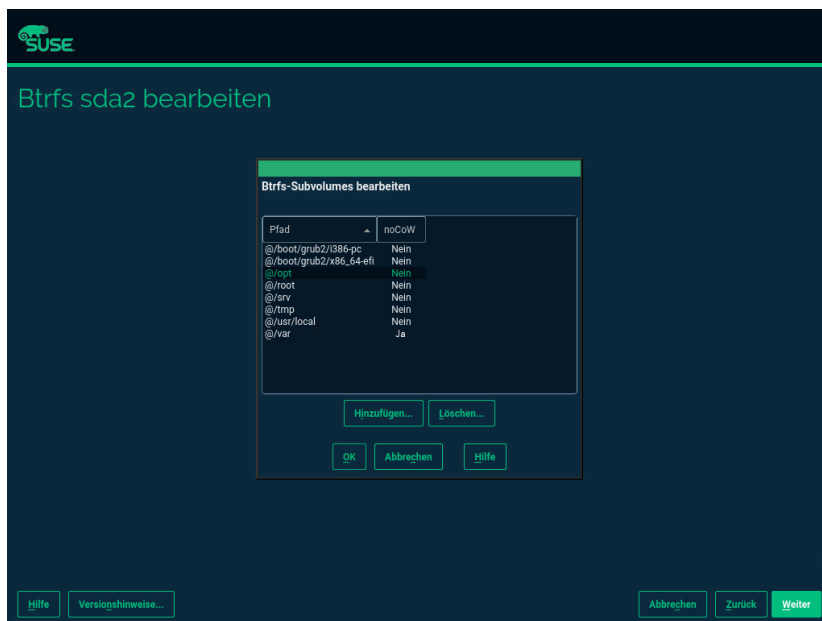 SUSE
Btrfs sda2 bearbeiten
Btrfs-Subvolumes bearbeiten
Pfad noCoW
@/boot/grub2/i386-pc Nein
@/boot/grub2/x86_64-efi Nein
@/opt Nein
@/root Nein
@/srv Nein
@/tmp Nein
@/usr/local Nein
@/var Ja
Hinzufügen... Löschen...
OK Abbrechen Hilfe
Hilfe Versionshinweise... Abbrechen Zurück Weiter